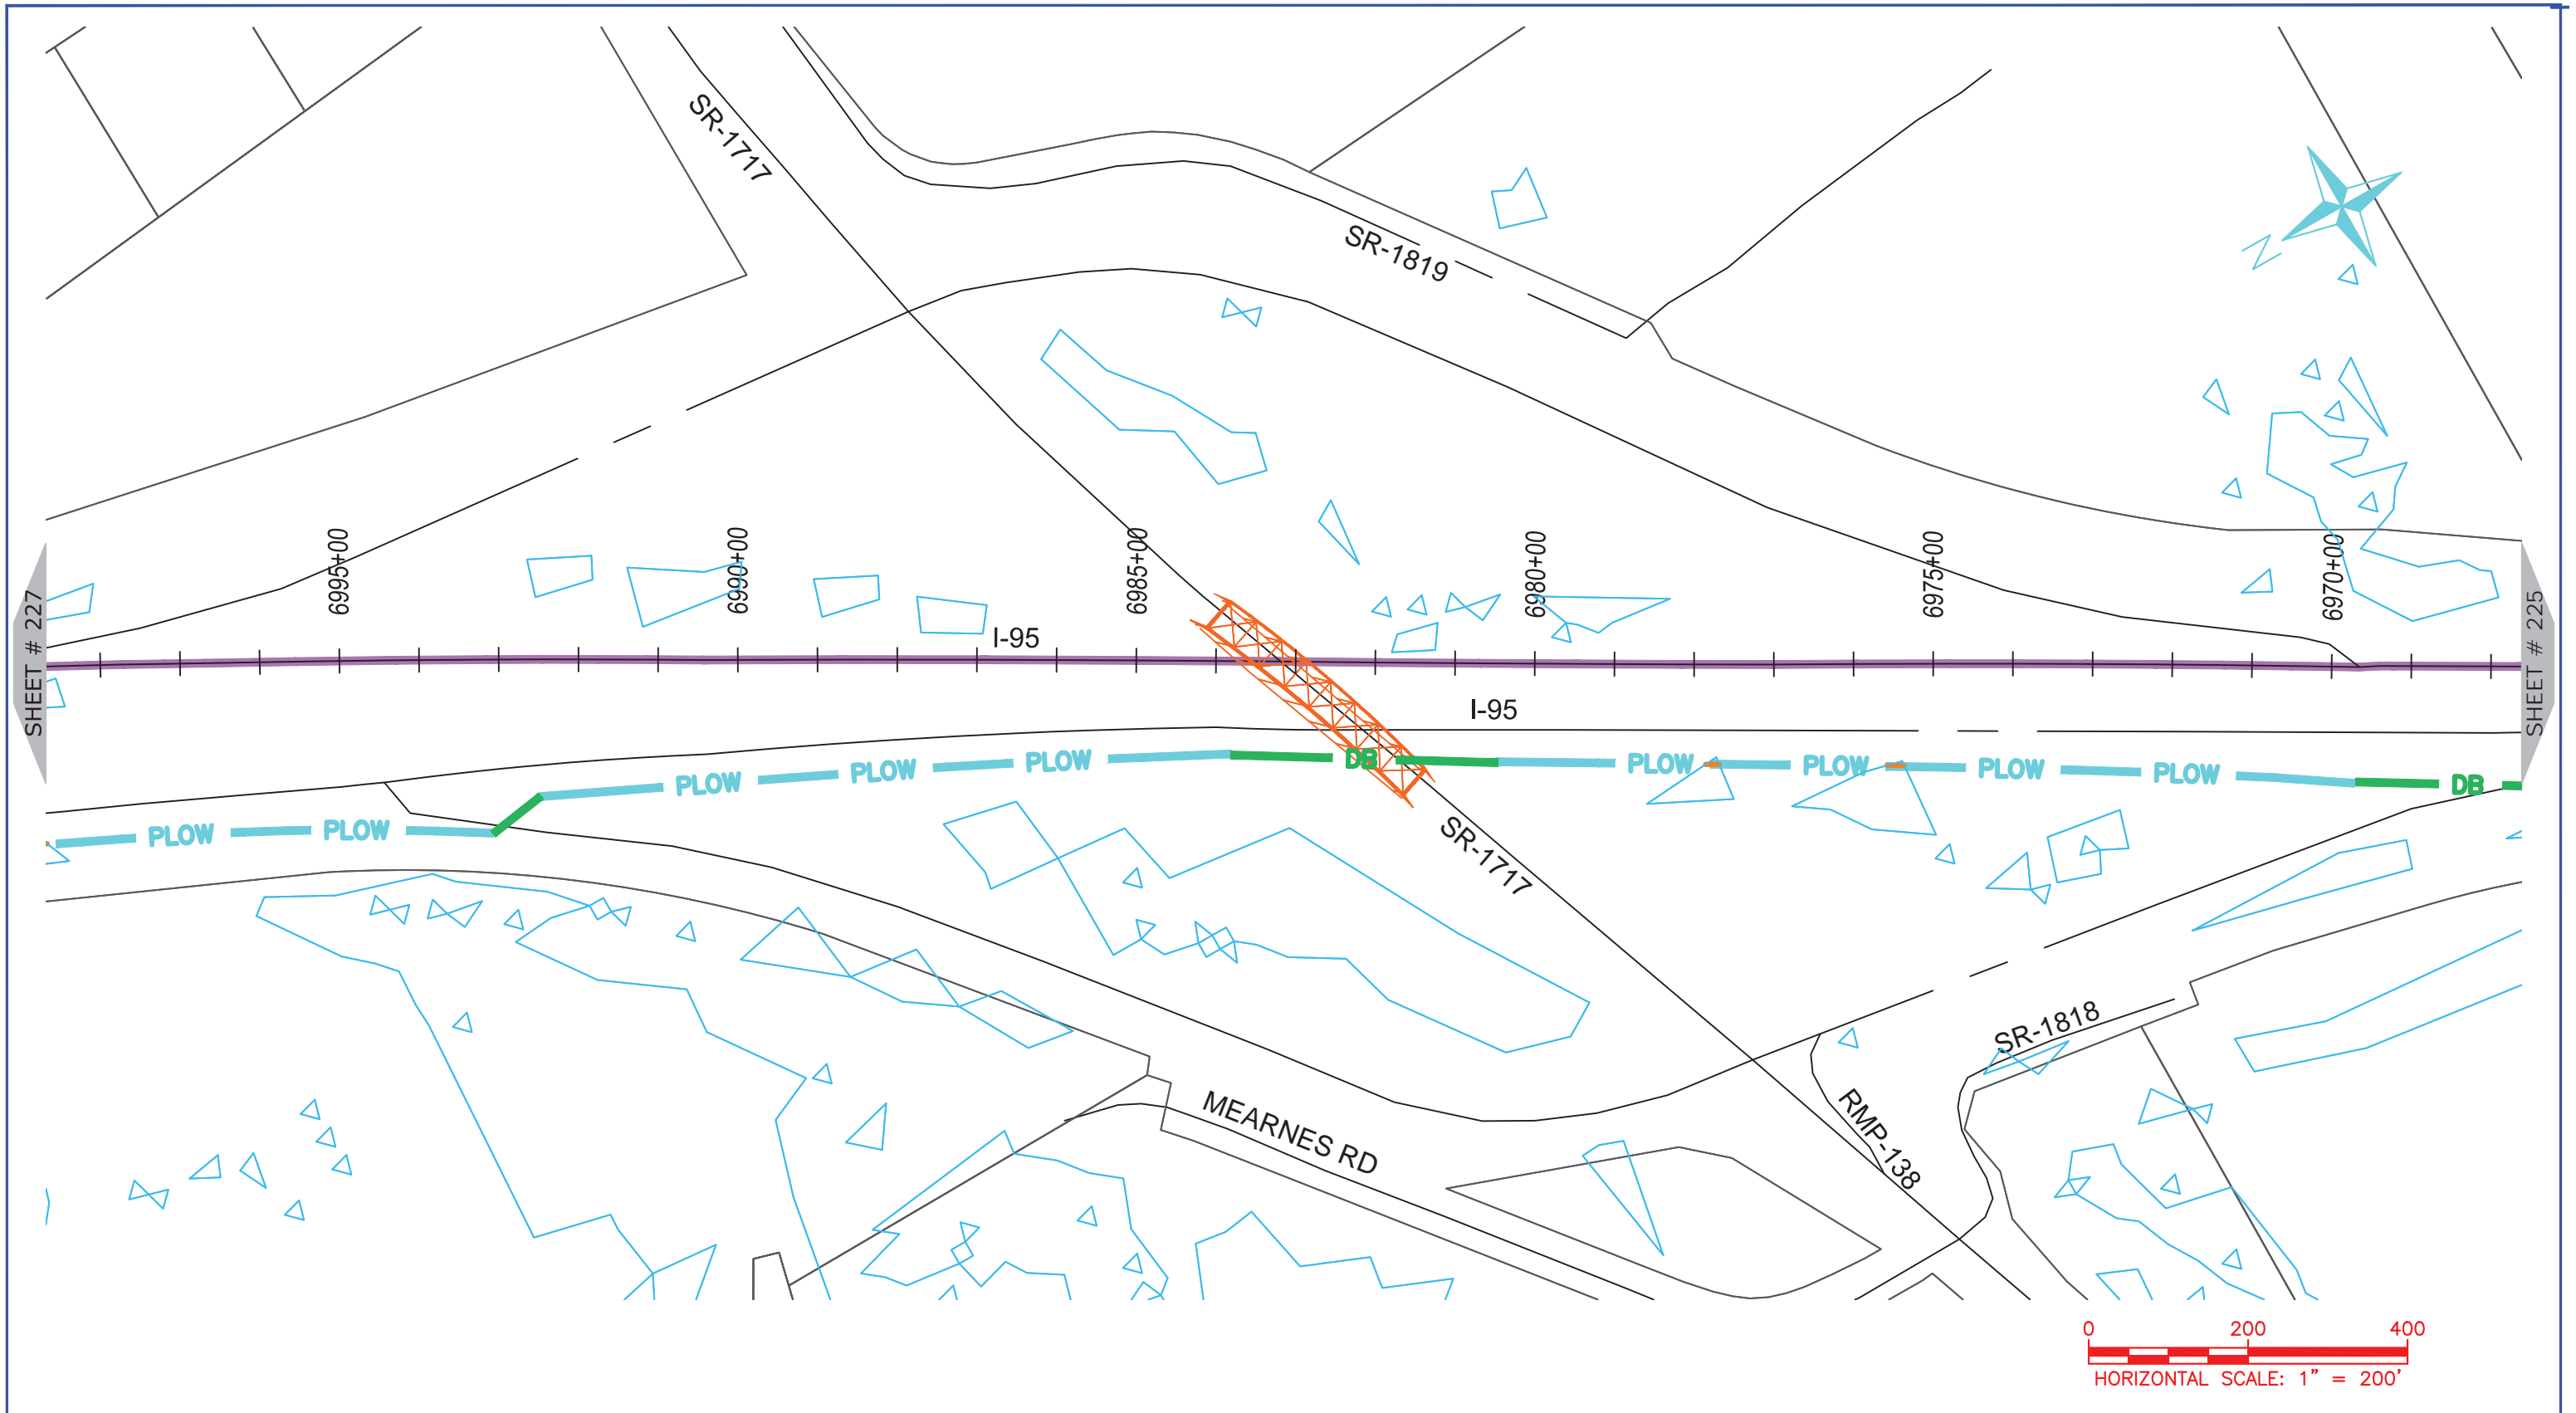 SR-1717
SR-1819
N
6995+00
6990+00
6985+00
6980+00
6975+00
6970+00
SHEET # 227
I-95
SHEET # 225
I-95
PLOW PLOW PLOW DB PLOW PLOW PLOW PLOW DB
PLOW PLOW
SR-1717
SR-1818
MEARNES RD
RMP-138
0 200 400
HORIZONTAL SCALE: 1" = 200'